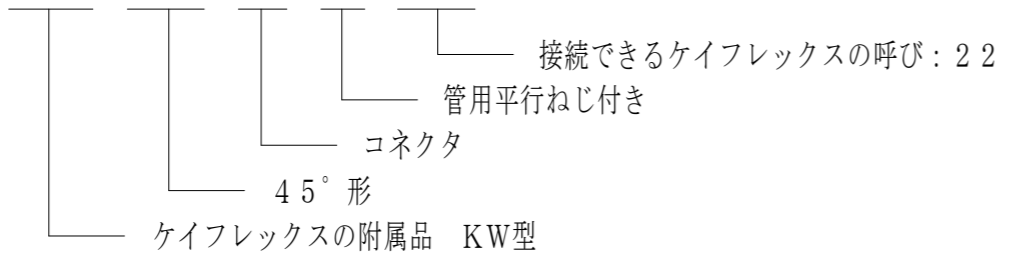 接続できるケイフレックスの呼び：２２
管用平行ねじ付き
コネクタ
４５°形
ケイフレックスの附属品　ＫＷ型